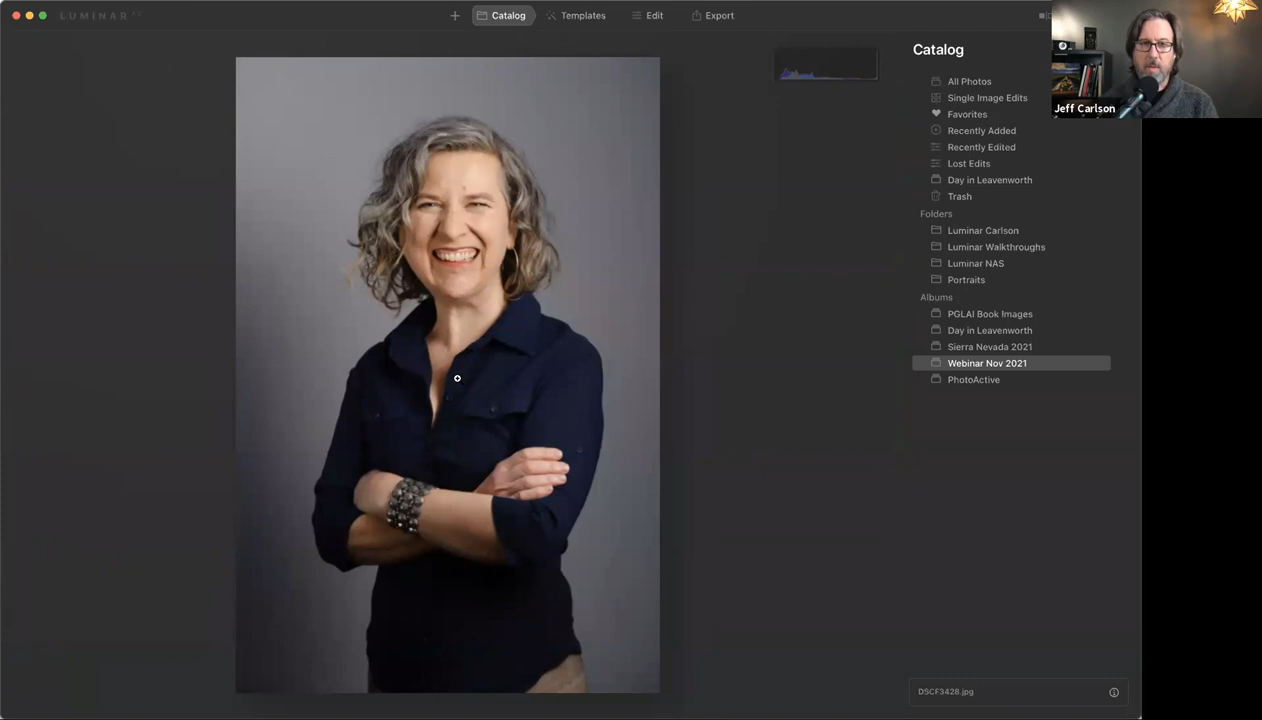 LUMINAR AI
Catalog
Templates
Edit
Export
Catalog
All Photos
Single Image Edits
Favorites
Recently Added
Recently Edited
Lost Edits
Day in Leavenworth
Trash
Folders
Luminar Carlson
Luminar Walkthroughs
Luminar NAS
Portraits
Albums
PGLAI Book Images
Day in Leavenworth
Sierra Nevada 2021
Webinar Nov 2021
PhotoActive
DSCF3428.jpg
Jeff Carlson